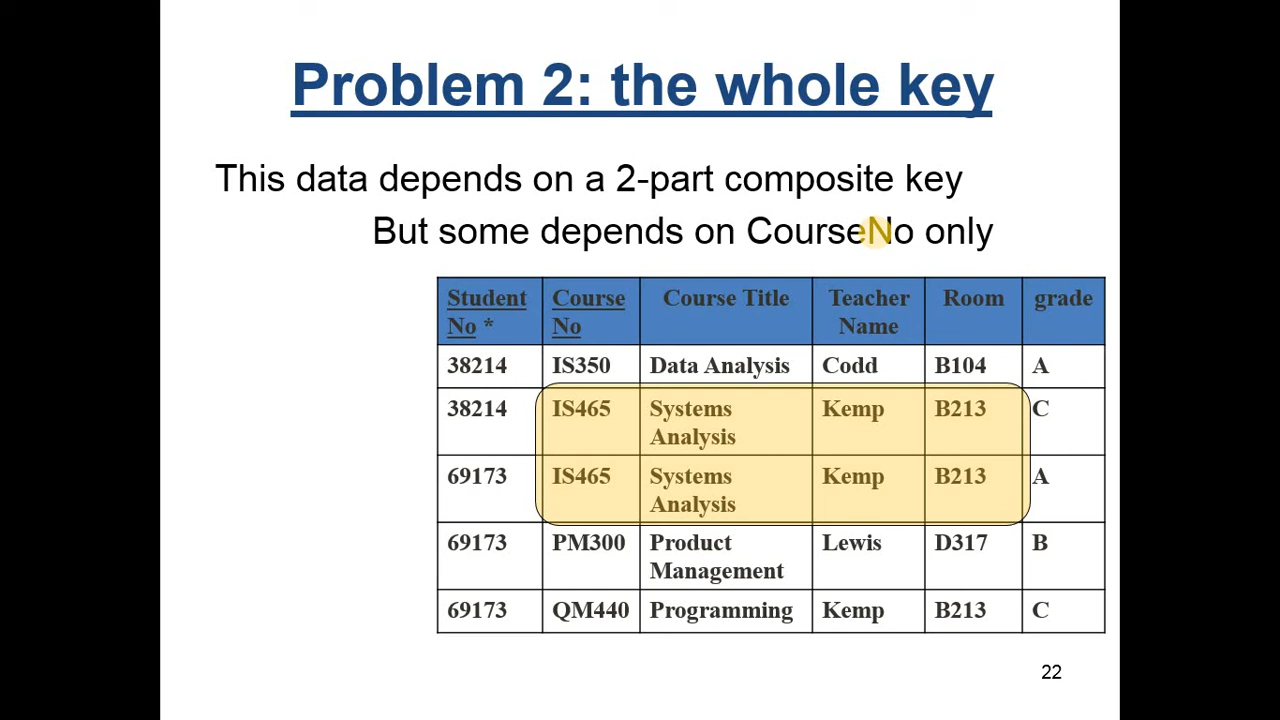 Problem 2: the whole key
This data depends on a 2-part composite key
But some depends on CourseNo only
Student No * Course No Course Title Teacher Name Room grade
38214 IS350 Data Analysis Codd B104 A
38214 IS465 Systems Analysis Kemp B213 C
69173 IS465 Systems Analysis Kemp B213 A
69173 PM300 Product Management Lewis D317 B
69173 QM440 Programming Kemp B213 C
22